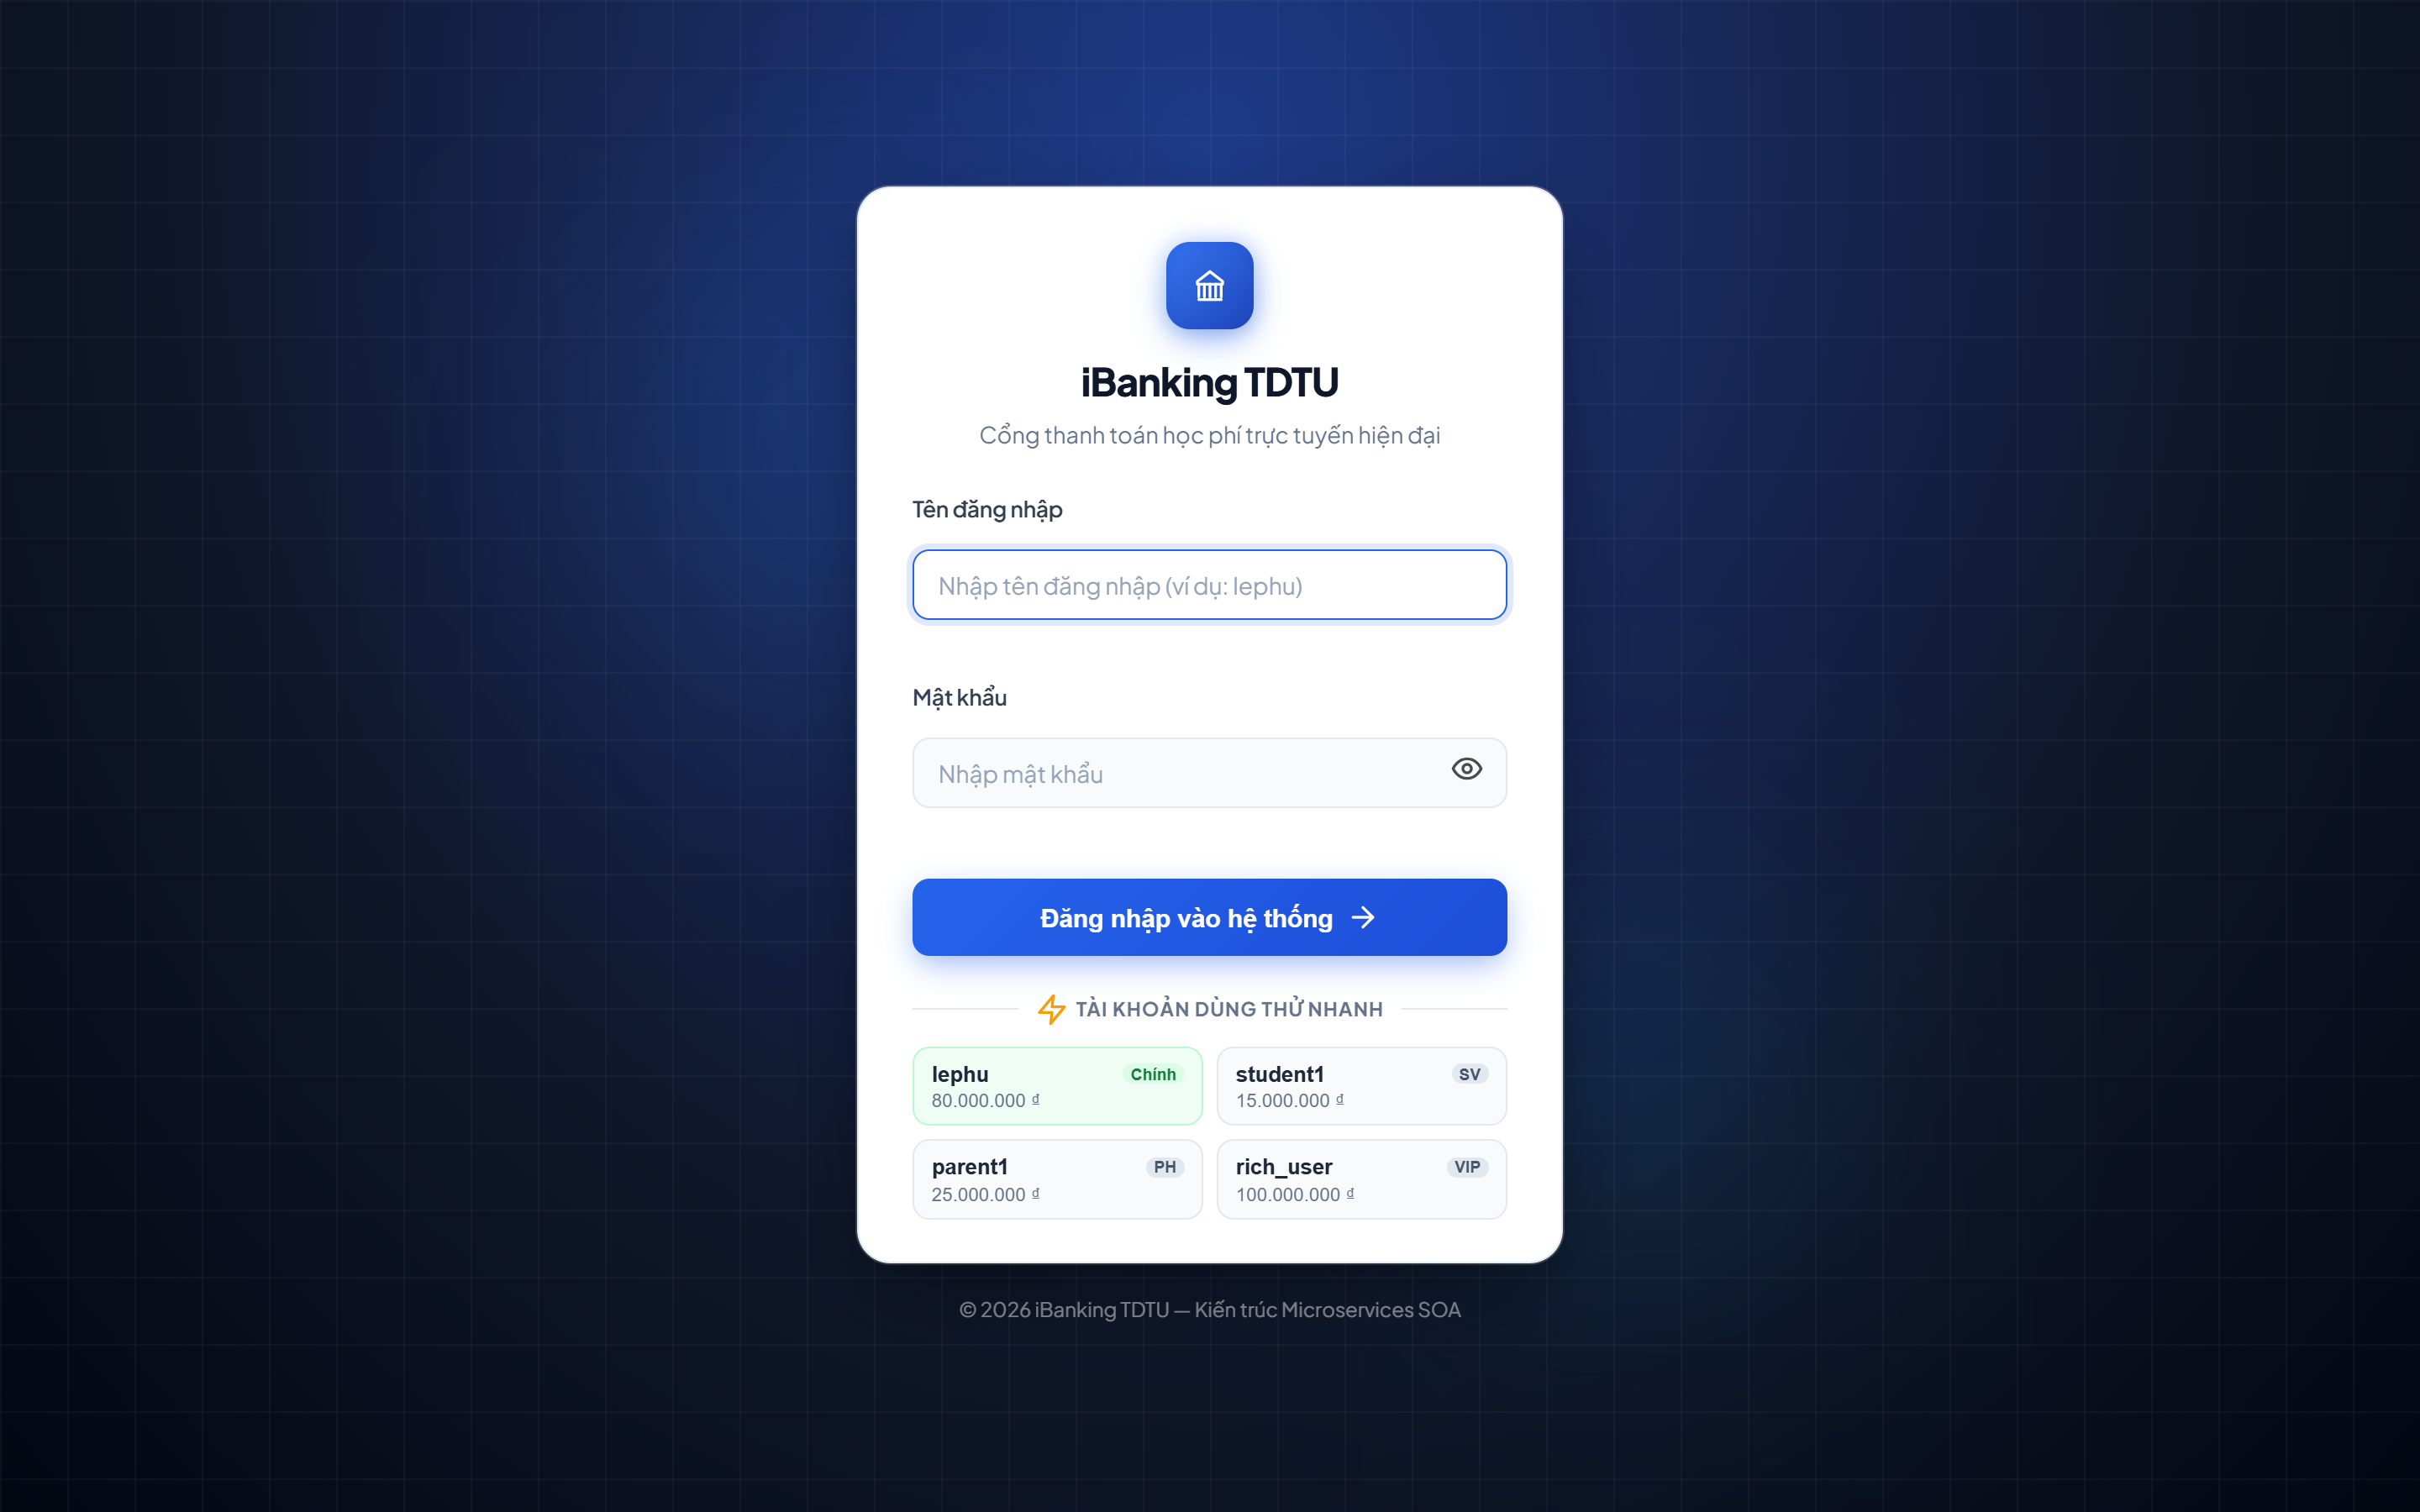 iBanking TDTU
Cổng thanh toán học phí trực tuyến hiện đại
Tên đăng nhập
Nhập tên đăng nhập (ví dụ: lephu)
Mật khẩu
Nhập mật khẩu
Đăng nhập vào hệ thống
TÀI KHOẢN DÙNG THỬ NHANH
lephu Chính
80.000.000 ₫
student1 SV
15.000.000 ₫
parent1 PH
25.000.000 ₫
rich_user VIP
100.000.000 ₫
© 2026 iBanking TDTU — Kiến trúc Microservices SOA